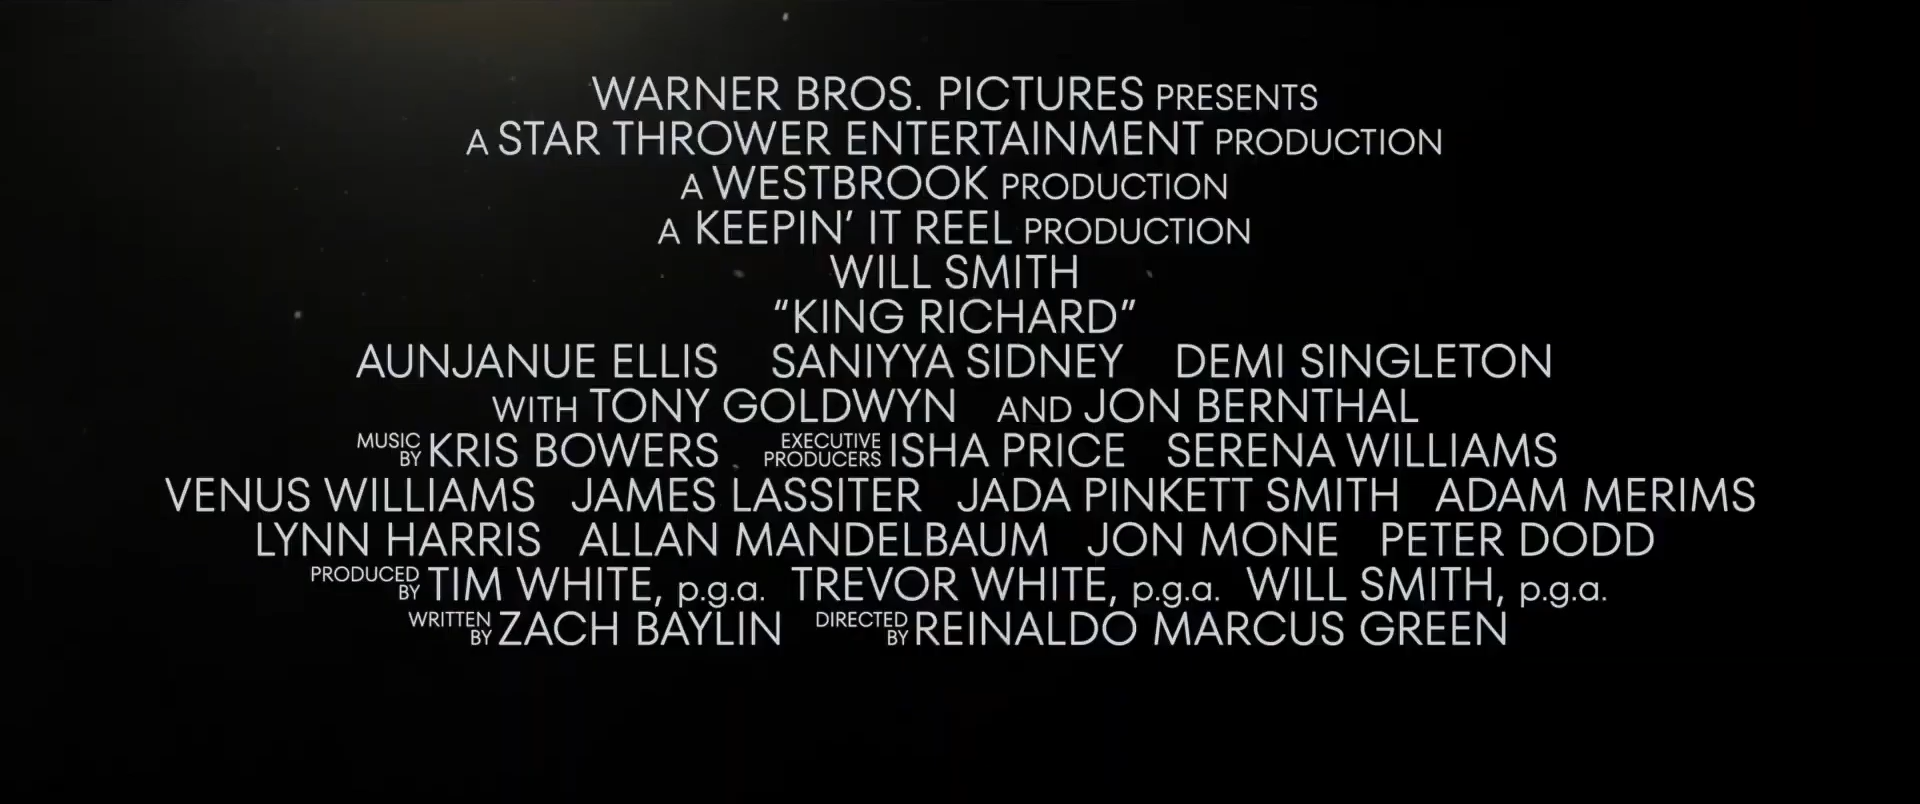 WARNER BROS. PICTURES PRESENTS
A STAR THROWER ENTERTAINMENT PRODUCTION
A WESTBROOK PRODUCTION
A KEEPIN’ IT REEL PRODUCTION
WILL SMITH
“KING RICHARD”
AUNJANUE ELLIS SANIYYA SIDNEY DEMI SINGLETON
WITH TONY GOLDWYN AND JON BERNTHAL
MUSIC BY KRIS BOWERS EXECUTIVE PRODUCERS ISHA PRICE SERENA WILLIAMS
VENUS WILLIAMS JAMES LASSITER JADA PINKETT SMITH ADAM MERIMS
LYNN HARRIS ALLAN MANDELBAUM JON MONE PETER DODD
PRODUCED BY TIM WHITE, p.g.a. TREVOR WHITE, p.g.a. WILL SMITH, p.g.a.
WRITTEN BY ZACH BAYLIN DIRECTED BY REINALDO MARCUS GREEN